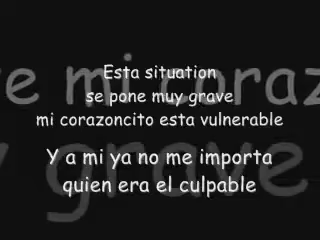 Esta situation
se pone muy grave
mi corazoncito esta vulnerable
Y a mi ya no me importa
quien era el culpable